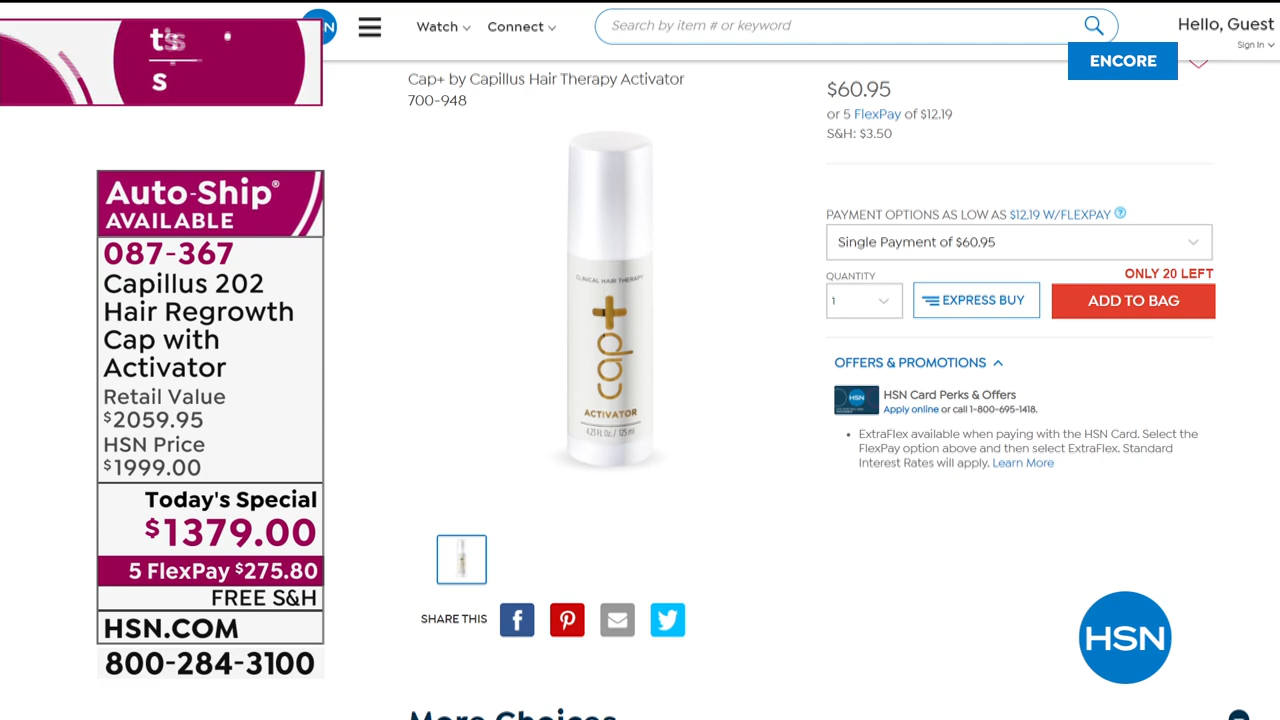 t's
s
N
Watch
Connect
Search by item # or keyword
Hello, Guest
Sign In
ENCORE
Cap+ by Capillus Hair Therapy Activator
700-948
$60.95
or 5 FlexPay of $12.19
S&H: $3.50
CLINICAL HAIR THERAPY
cap+
ACTIVATOR
4.23 FL Oz. / 125 ml
PAYMENT OPTIONS AS LOW AS $12.19 W/FLEXPAY ?
Single Payment of $60.95
QUANTITY
ONLY 20 LEFT
1
EXPRESS BUY
ADD TO BAG
OFFERS & PROMOTIONS
HSN
HSN Card Perks & Offers
Apply online or call 1-800-695-1418.
• ExtraFlex available when paying with the HSN Card. Select the
FlexPay option above and then select ExtraFlex. Standard
Interest Rates will apply. Learn More
SHARE THIS
HSN
Auto-Ship®
AVAILABLE
087-367
Capillus 202
Hair Regrowth
Cap with
Activator
Retail Value
$2059.95
HSN Price
$1999.00
Today's Special
$1379.00
5 FlexPay $275.80
FREE S&H
HSN.COM
800-284-3100
More Choices